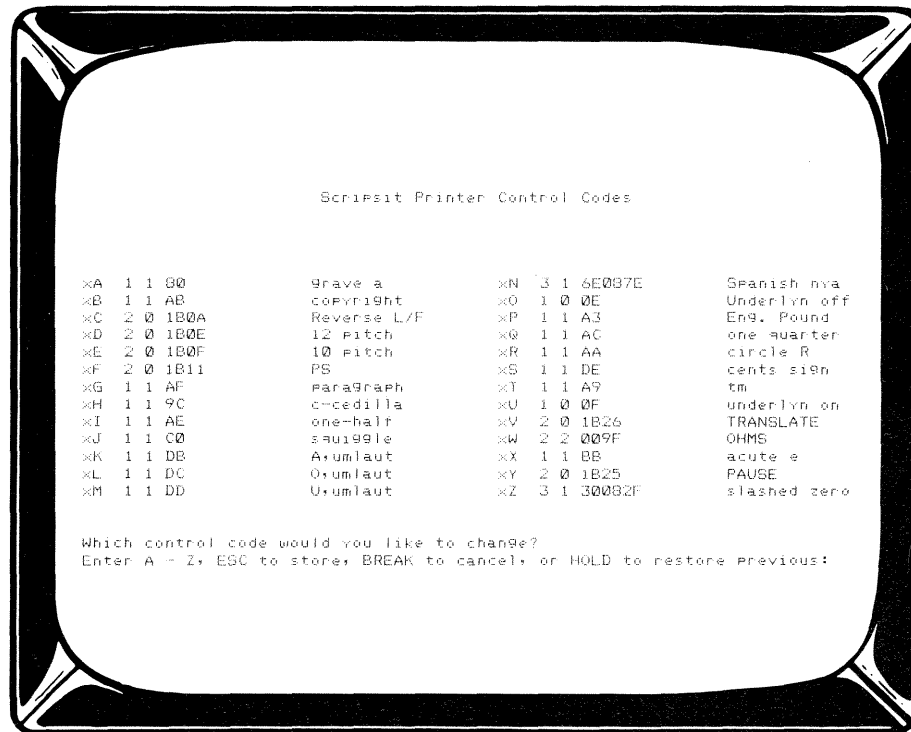 Scripsit Printer Control Codes
×A 1 1 80 grave a ×N 3 1 6E087E Spanish nya
×B 1 1 AB copyright ×O 1 0 0E Underlyn off
×C 2 0 1B0A Reverse L/F ×P 1 1 A3 Eng. Pound
×D 2 0 1B0E 12 pitch ×Q 1 1 AC one quarter
×E 2 0 1B0F 10 pitch ×R 1 1 AA circle R
×F 2 0 1B11 PS ×S 1 1 DE cents sign
×G 1 1 AF paragraph ×T 1 1 A9 tm
×H 1 1 9C c-cedilla ×U 1 0 0F underlyn on
×I 1 1 AE one-half ×V 2 0 1B26 TRANSLATE
×J 1 1 C0 squiggle ×W 2 2 009F OHMS
×K 1 1 DB A,umlaut ×X 1 1 BB acute e
×L 1 1 DC O,umlaut ×Y 2 0 1B25 PAUSE
×M 1 1 DD U,umlaut ×Z 3 1 30082F slashed zero
Which control code would you like to change?
Enter A - Z, ESC to store, BREAK to cancel, or HOLD to restore previous: